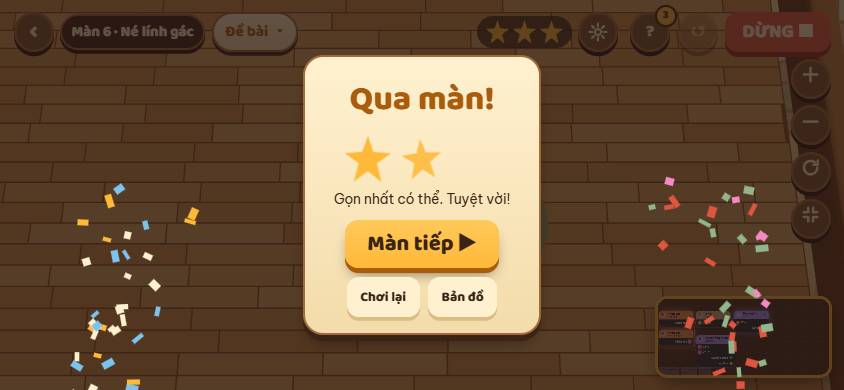 Màn 6 · Né lính gác
Đề bài
3
?
DỪNG
Qua màn!
Gọn nhất có thể. Tuyệt vời!
Màn tiếp
Chơi lại
Bản đồ